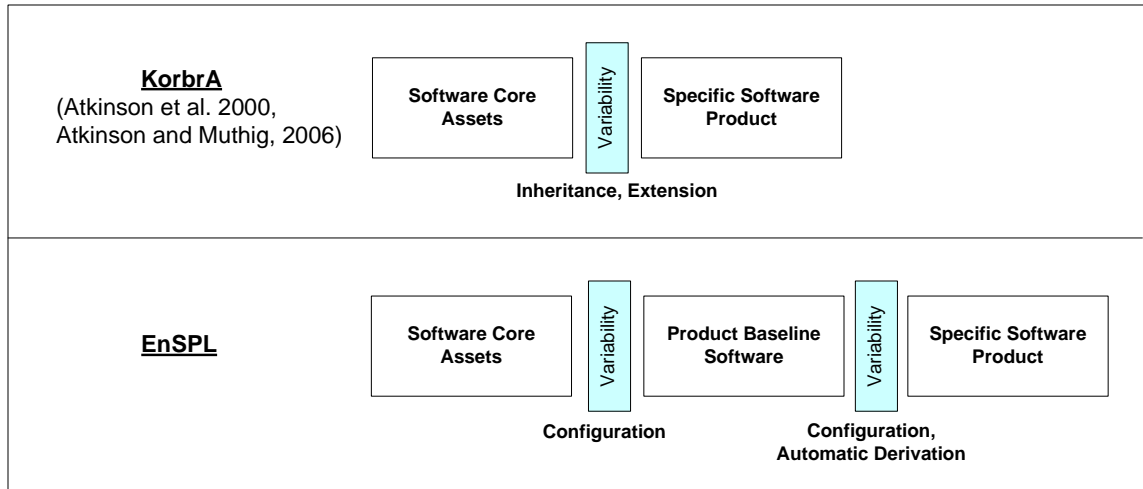 KorbrA
(Atkinson et al. 2000,
Atkinson and Muthig, 2006)
Software Core
Assets
Variability
Specific Software
Product
Inheritance, Extension
EnSPL
Software Core
Assets
Variability
Product Baseline
Software
Variability
Specific Software
Product
Configuration
Configuration,
Automatic Derivation